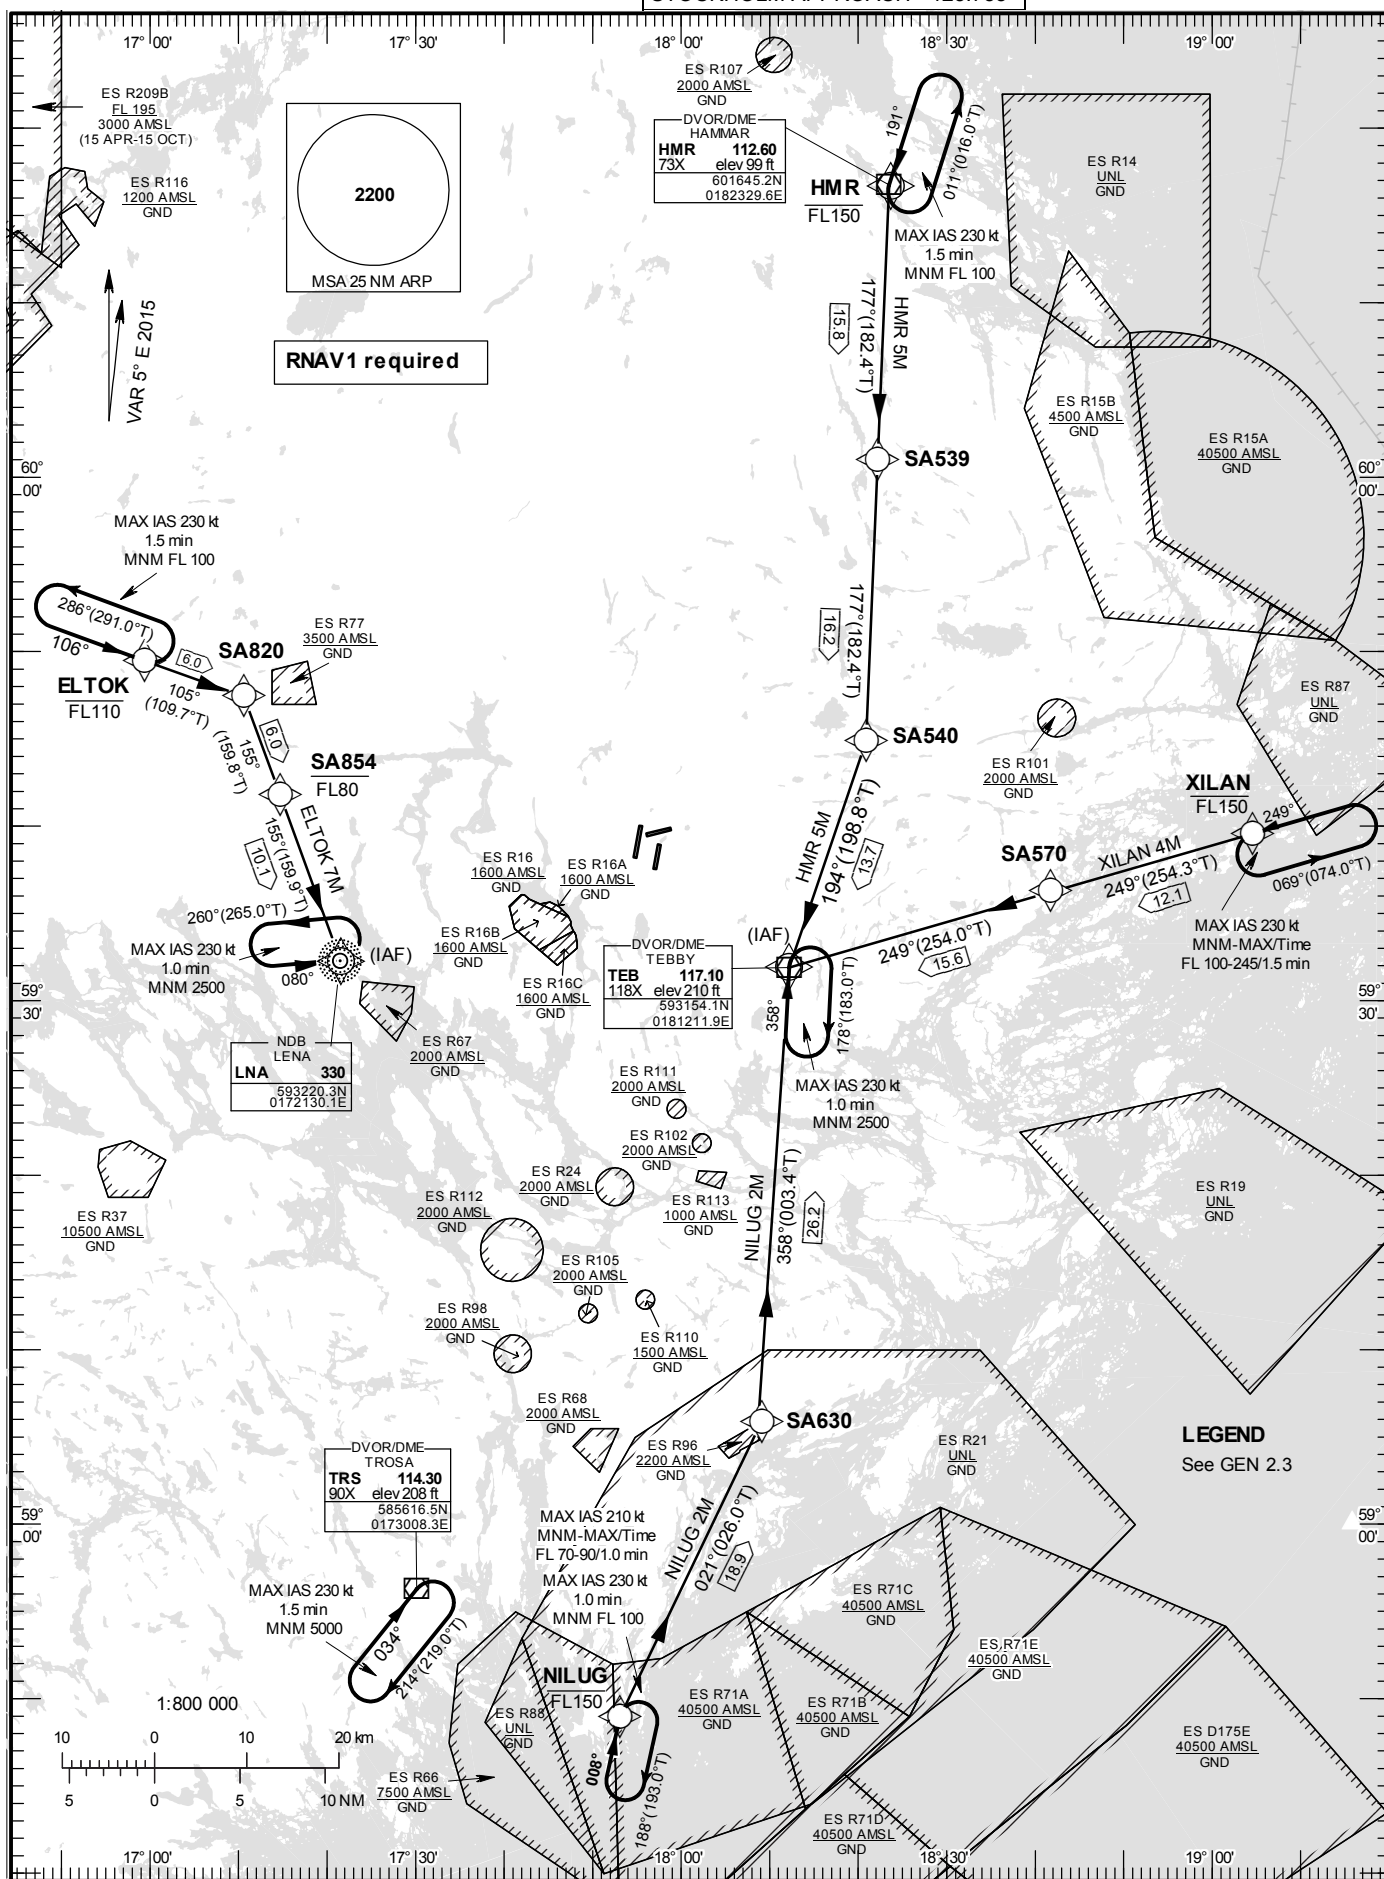 17° 00'
17° 30'
18° 00'
18° 30'
19° 00'
ES R209B
FL 195
3000 AMSL
(15 APR-15 OCT)
ES R116
1200 AMSL
GND
2200
MSA 25 NM ARP
VAR 5° E 2015
RNAV1 required
ES R107
2000 AMSL
GND
DVOR/DME
HAMMAR
HMR 112.60
73X elev 99 ft
601645.2N
0182329.6E
HMR
FL150
191°
011°(016.0°T)
MAX IAS 230 kt
1.5 min
MNM FL 100
ES R14
UNL
GND
15.8
177°(182.4°T)
HMR 5M
ES R15B
4500 AMSL
GND
ES R15A
40500 AMSL
GND
SA539
60°
00'
60°
00'
MAX IAS 230 kt
1.5 min
MNM FL 100
286°(291.0°T)
106°
6.0
SA820
ES R77
3500 AMSL
GND
ELTOK
FL110
105°
(109.7°T)
155°
(159.8°T)
6.0
SA854
FL80
ELTOK 7M
155°(159.9°T)
10.1
16.2
177°(182.4°T)
SA540
ES R87
UNL
GND
ES R101
2000 AMSL
GND
XILAN
FL150
249°
069°(074.0°T)
SA570
XILAN 4M
249°(254.3°T)
12.1
MAX IAS 230 kt
MNM-MAX/Time
FL 100-245/1.5 min
HMR 5M
194°(198.8°T)
13.7
ES R16
1600 AMSL
GND
ES R16A
1600 AMSL
GND
ES R16B
1600 AMSL
GND
ES R16C
1600 AMSL
GND
260°(265.0°T)
(IAF)
080°
MAX IAS 230 kt
1.0 min
MNM 2500
(IAF)
249°(254.0°T)
15.6
DVOR/DME
TEBBY
TEB 117.10
118X elev 210 ft
593154.1N
0181211.9E
358°
178°(183.0°T)
59°
30'
59°
30'
ES R67
2000 AMSL
GND
NDB
LENA
LNA 330
593220.3N
0172130.1E
ES R111
2000 AMSL
GND
MAX IAS 230 kt
1.0 min
MNM 2500
ES R102
2000 AMSL
GND
ES R24
2000 AMSL
GND
ES R113
1000 AMSL
GND
ES R112
2000 AMSL
GND
ES R37
10500 AMSL
GND
ES R19
UNL
GND
NILUG 2M
358°(003.4°T)
26.2
ES R105
2000 AMSL
GND
ES R98
2000 AMSL
GND
ES R110
1500 AMSL
GND
ES R68
2000 AMSL
GND
SA630
ES R96
2200 AMSL
GND
ES R21
UNL
GND
LEGEND
See GEN 2.3
DVOR/DME
TROSA
TRS 114.30
90X elev 208 ft
585616.5N
0173008.3E
59°
00'
59°
00'
MAX IAS 210 kt
MNM-MAX/Time
FL 70-90/1.0 min
MAX IAS 230 kt
1.0 min
MNM FL 100
NILUG 2M
021°(026.0°T)
18.9
MAX IAS 230 kt
1.5 min
MNM 5000
034°
214°(219.0°T)
ES R71C
40500 AMSL
GND
ES R71E
40500 AMSL
GND
NILUG
FL150
ES R71A
40500 AMSL
GND
ES R71B
40500 AMSL
GND
ES R88
UNL
GND
ES D175E
40500 AMSL
GND
ES R66
7500 AMSL
GND
008°
188°(193.0°T)
ES R71D
40500 AMSL
GND
1:800 000
10 0 10 20 km
5 0 5 10 NM
17° 00'
17° 30'
18° 00'
18° 30'
19° 00'